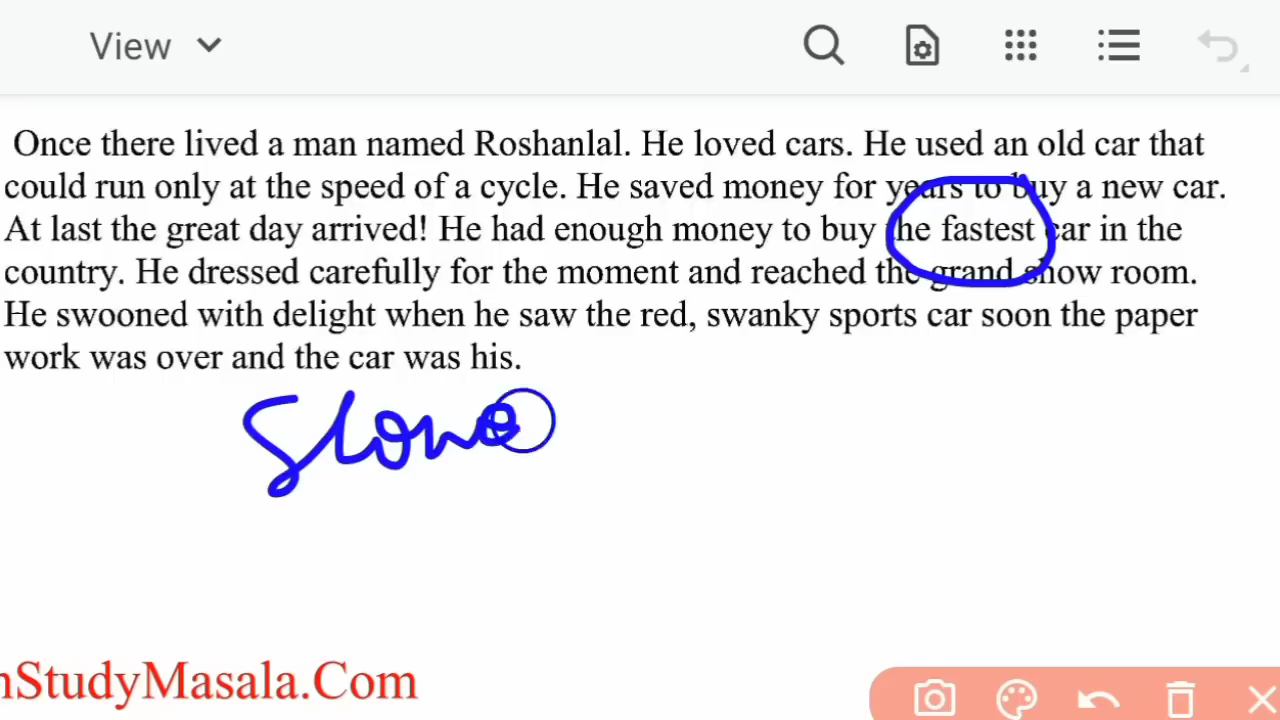 View
Once there lived a man named Roshanlal. He loved cars. He used an old car that
could run only at the speed of a cycle. He saved money for years to buy a new car.
At last the great day arrived! He had enough money to buy the fastest car in the
country. He dressed carefully for the moment and reached the grand show room.
He swooned with delight when he saw the red, swanky sports car soon the paper
work was over and the car was his.
Slowe
nStudyMasala.Com